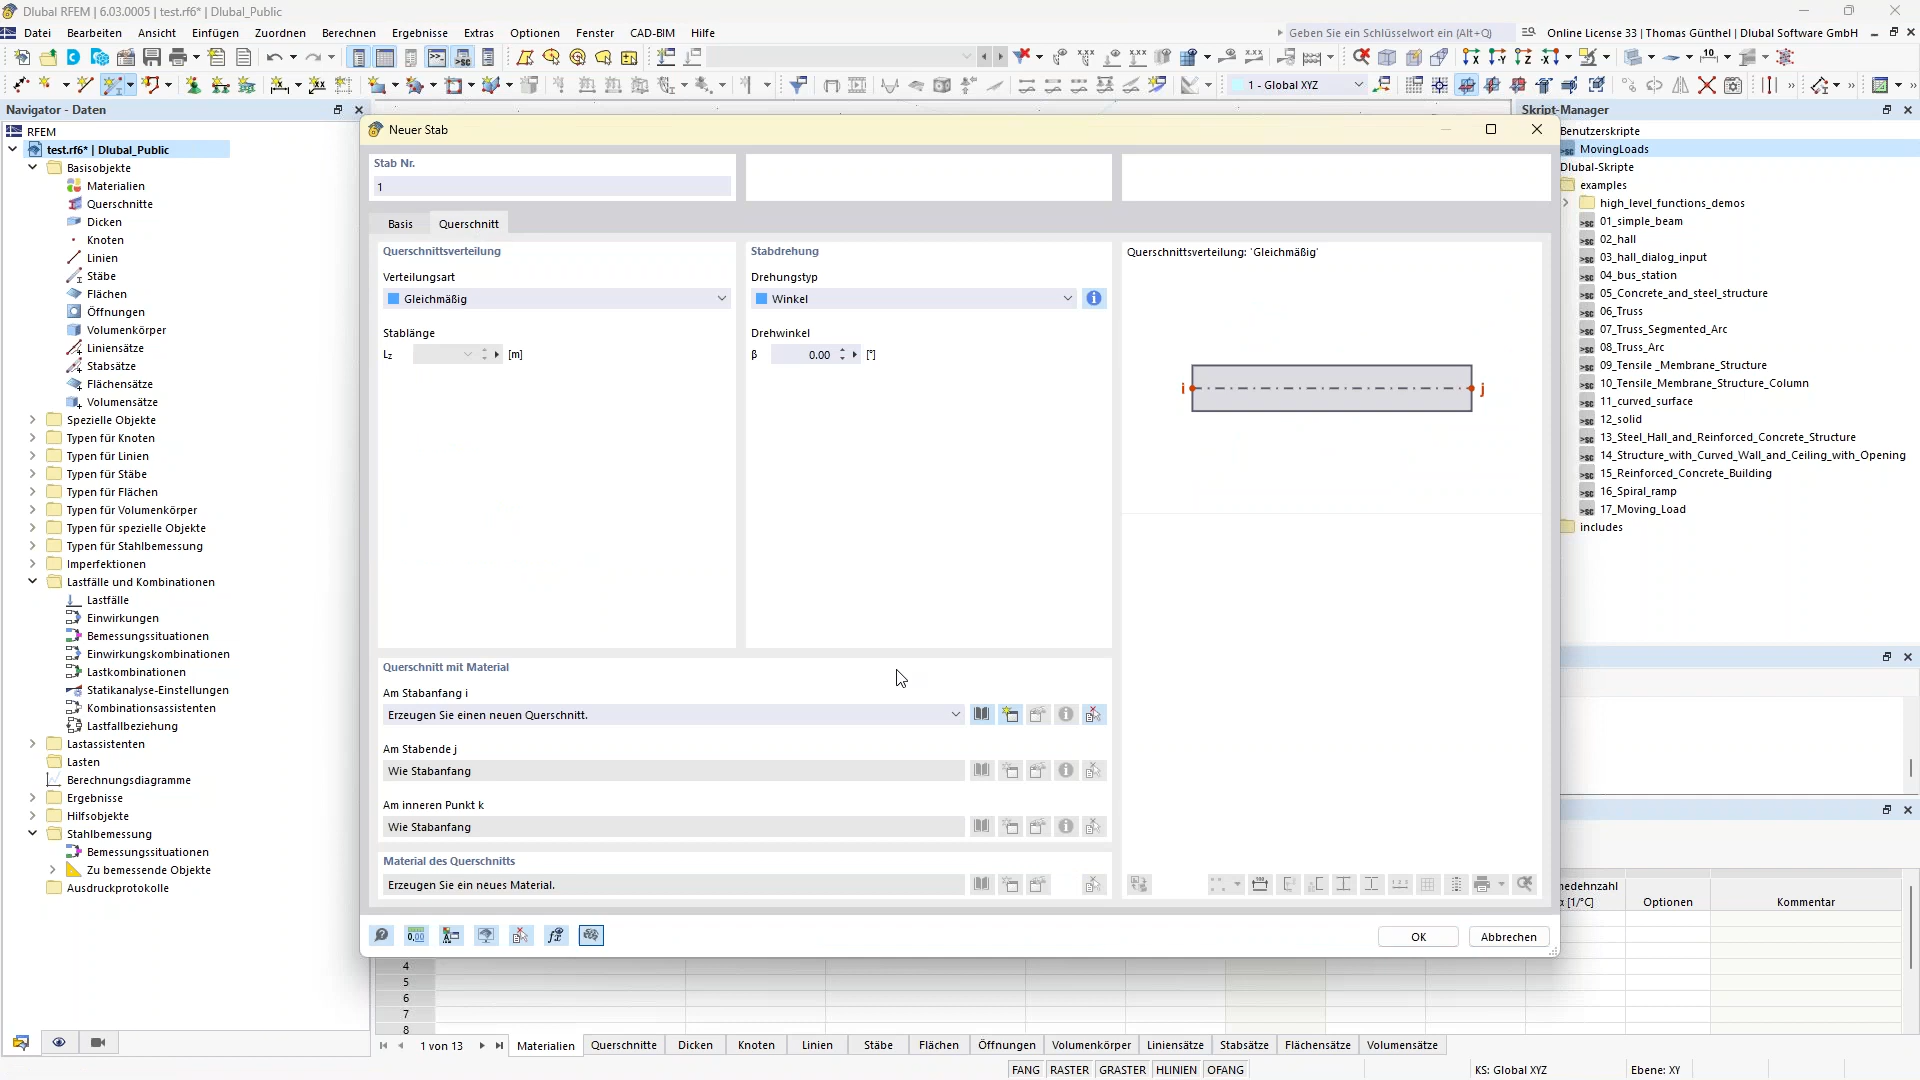 Dlubal RFEM | 6.03.0005 | test.rf6* | Dlubal_Public
Datei Bearbeiten Ansicht Einfügen Zuordnen Berechnen Ergebnisse Extras Optionen Fenster CAD-BIM Hilfe
Geben Sie ein Schlüsselwort ein (Alt+Q)
Online License 33 | Thomas Günthel | Dlubal Software GmbH
1 - Global XYZ
Navigator - Daten
RFEM
test.rf6* | Dlubal_Public
Basisobjekte
Materialien
Querschnitte
Dicken
Knoten
Linien
Stäbe
Flächen
Öffnungen
Volumenkörper
Liniensätze
Stabsätze
Flächensätze
Volumensätze
Spezielle Objekte
Typen für Knoten
Typen für Linien
Typen für Stäbe
Typen für Flächen
Typen für Volumenkörper
Typen für spezielle Objekte
Typen für Stahlbemessung
Imperfektionen
Lastfälle und Kombinationen
Lastfälle
Einwirkungen
Bemessungssituationen
Einwirkungskombinationen
Lastkombinationen
Statikanalyse-Einstellungen
Kombinationsassistenten
Lastfallbeziehung
Lastassistenten
Lasten
Berechnungsdiagramme
Ergebnisse
Hilfsobjekte
Stahlbemessung
Bemessungssituationen
Zu bemessende Objekte
Ausdruckprotokolle
Neuer Stab
Stab Nr.
1
Basis Querschnitt
Querschnittsverteilung
Verteilungsart
Gleichmäßig
Stablänge
Lz [m]
Stabdrehung
Drehungstyp
Winkel
Drehwinkel
β 0.00 [°]
Querschnittsverteilung: 'Gleichmäßig'
i j
Querschnitt mit Material
Am Stabanfang i
Erzeugen Sie einen neuen Querschnitt.
Am Stabende j
Wie Stabanfang
Am inneren Punkt k
Wie Stabanfang
Material des Querschnitts
Erzeugen Sie ein neues Material.
OK Abbrechen
Skript-Manager
Benutzerskripte
MovingLoads
Dlubal-Skripte
examples
high_level_functions_demos
01_simple_beam
02_hall
03_hall_dialog_input
04_bus_station
05_Concrete_and_steel_structure
06_Truss
07_Truss_Segmented_Arc
08_Truss_Arc
09_Tensile _Membrane_Structure
10_Tensile_Membrane_Structure_Column
11_curved_surface
12_solid
13_Steel_Hall_and_Reinforced_Concrete_Structure
14_Structure_with_Curved_Wall_and_Ceiling_with_Opening
15_Reinforced_Concrete_Building
16_Spiral_ramp
17_Moving_Load
includes
[1/°C] Optionen Kommentar
4
5
6
7
8
1 von 13 Materialien Querschnitte Dicken Knoten Linien Stäbe Flächen Öffnungen Volumenkörper Liniensätze Stabsätze Flächensätze Volumensätze
FANG RASTER GRASTER HLINIEN OFANG KS: Global XYZ Ebene: XY